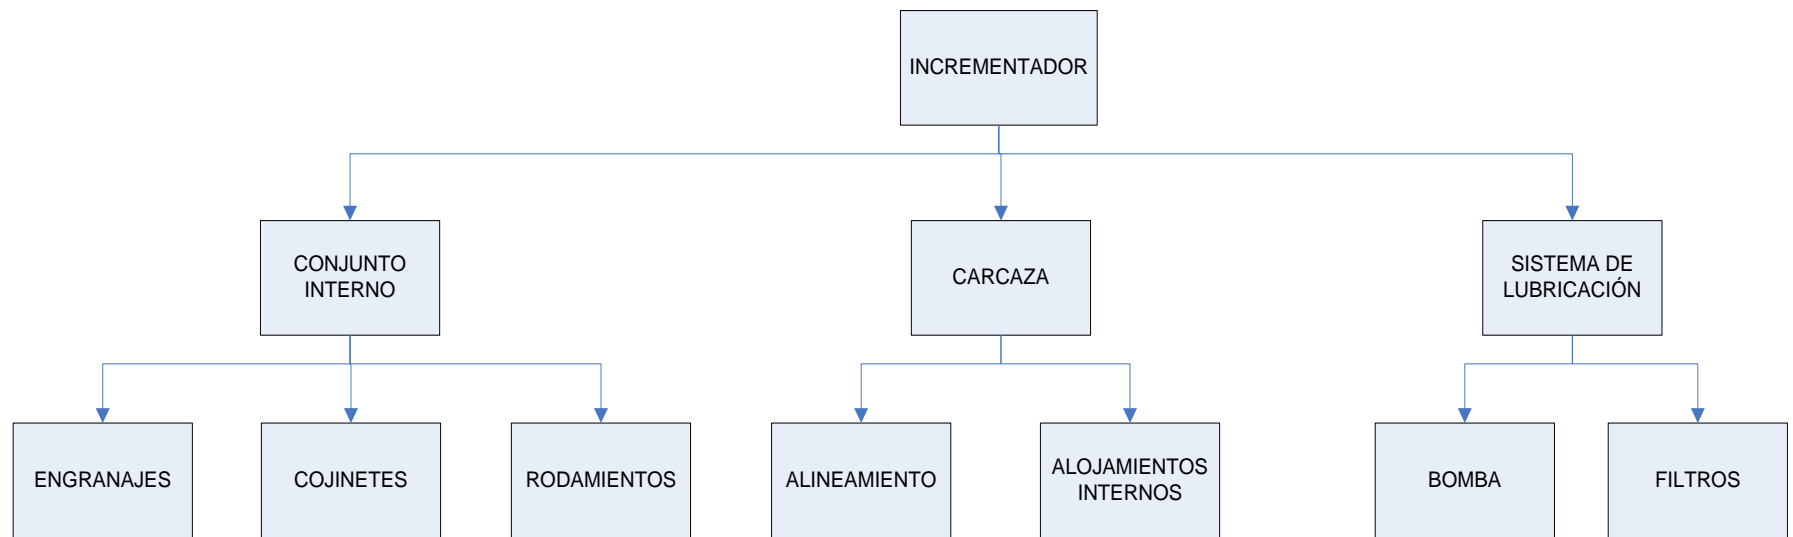 INCREMENTADOR
CONJUNTO
INTERNO
CARCAZA
SISTEMA DE
LUBRICACIÓN
ENGRANAJES
COJINETES
RODAMIENTOS
ALINEAMIENTO
ALOJAMIENTOS
INTERNOS
BOMBA
FILTROS